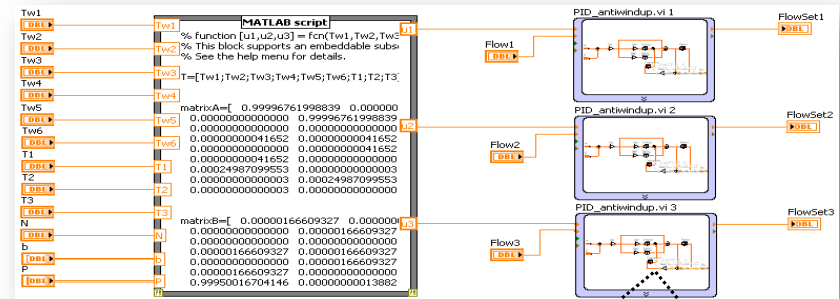 Tw1
DBL
Tw2
DBL
Tw3
DBL
Tw4
DBL
Tw5
DBL
Tw6
DBL
T1
DBL
T2
DBL
T3
DBL
N
DBL
b
[DBL]
P
[DBL]
Tw1
Tw2
Tw3
Tw4
Tw5
Tw6
T1
T2
T3
N
b
P
MATLAB script
% function [u1,u2,u3] = fcn(Tw1,Tw2,Tw3
% This block supports an embeddable subs
% See the help menu for details.
T=[Tw1;Tw2;Tw3;Tw4;Tw5;Tw6;T1;T2;T3]
matrixA=[ 0.99996761998839 0.000000
0.00000000000000 0.99996761998839
0.00000000000000 0.00000000000000
0.00000000041652 0.00000000041652
0.00000000000000 0.00000000041652
0.00000000041652 0.00000000000000
0.00024987099553 0.00000000000003
0.00000000000003 0.00024987099553
0.00000000000003 0.00000000000000
matrixB=[ 0.00000166609327 0.000000
0.00000000000000 0.00000166609327
0.00000000000000 0.00000000000000
0.00000166609327 0.00000166609327
0.00000000000000 0.00000166609327
0.00000166609327 0.00000000000000
0.99950016704146 0.00000000013882
u1
u2
u3
PID_antiwindup.vi 1
Flow1
DBL
FlowSet1
DBL
PID_antiwindup.vi 2
Flow2
DBL
FlowSet2
DBL
PID_antiwindup.vi 3
Flow3
DBL
FlowSet3
DBL